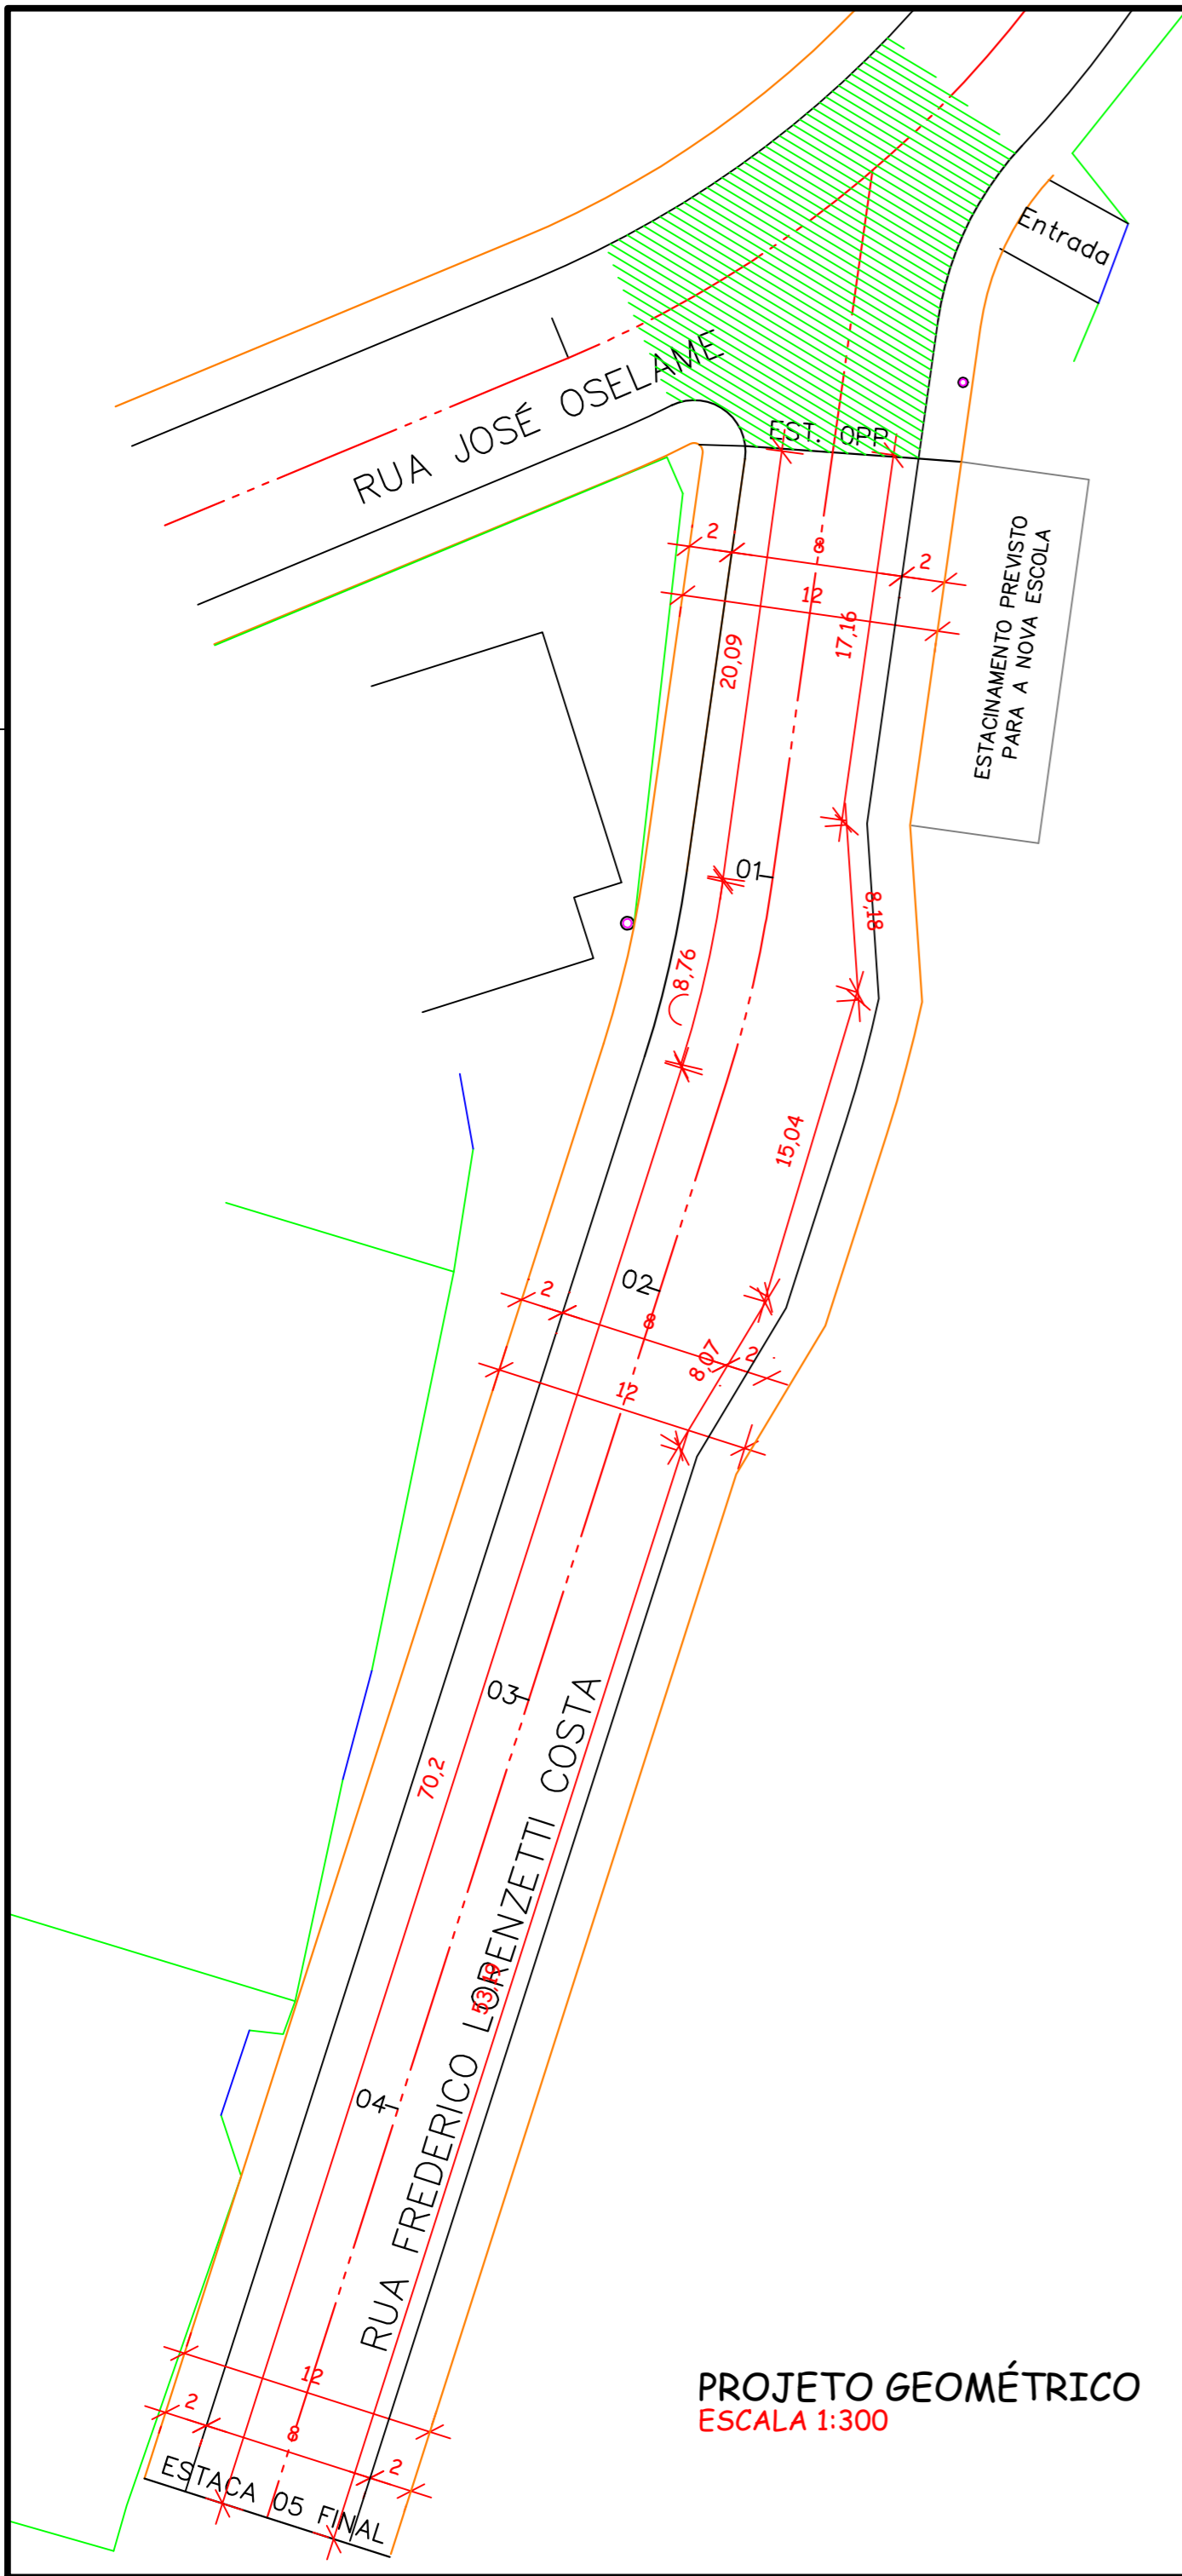 Entrada
RUA JOSÉ OSELAME
EST. 0PP
2
8
2
12
ESTACINAMENTO PREVISTO
PARA A NOVA ESCOLA
20,09
17,16
01
8,18
8,76
15,04
02
2
8
8,07
2
12
03
70,2
RUA FREDERICO LORENZETTI COSTA
53,19
04
12
2
8
2
ESTACA 05 FINAL
PROJETO GEOMÉTRICO
ESCALA 1:300